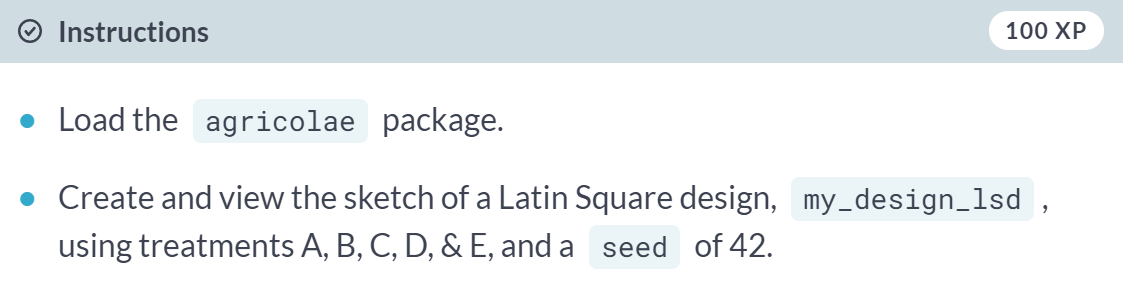 Instructions 100 XP
Load the agricolae package.
Create and view the sketch of a Latin Square design, my_design_lsd ,
using treatments A, B, C, D, & E, and a seed of 42.